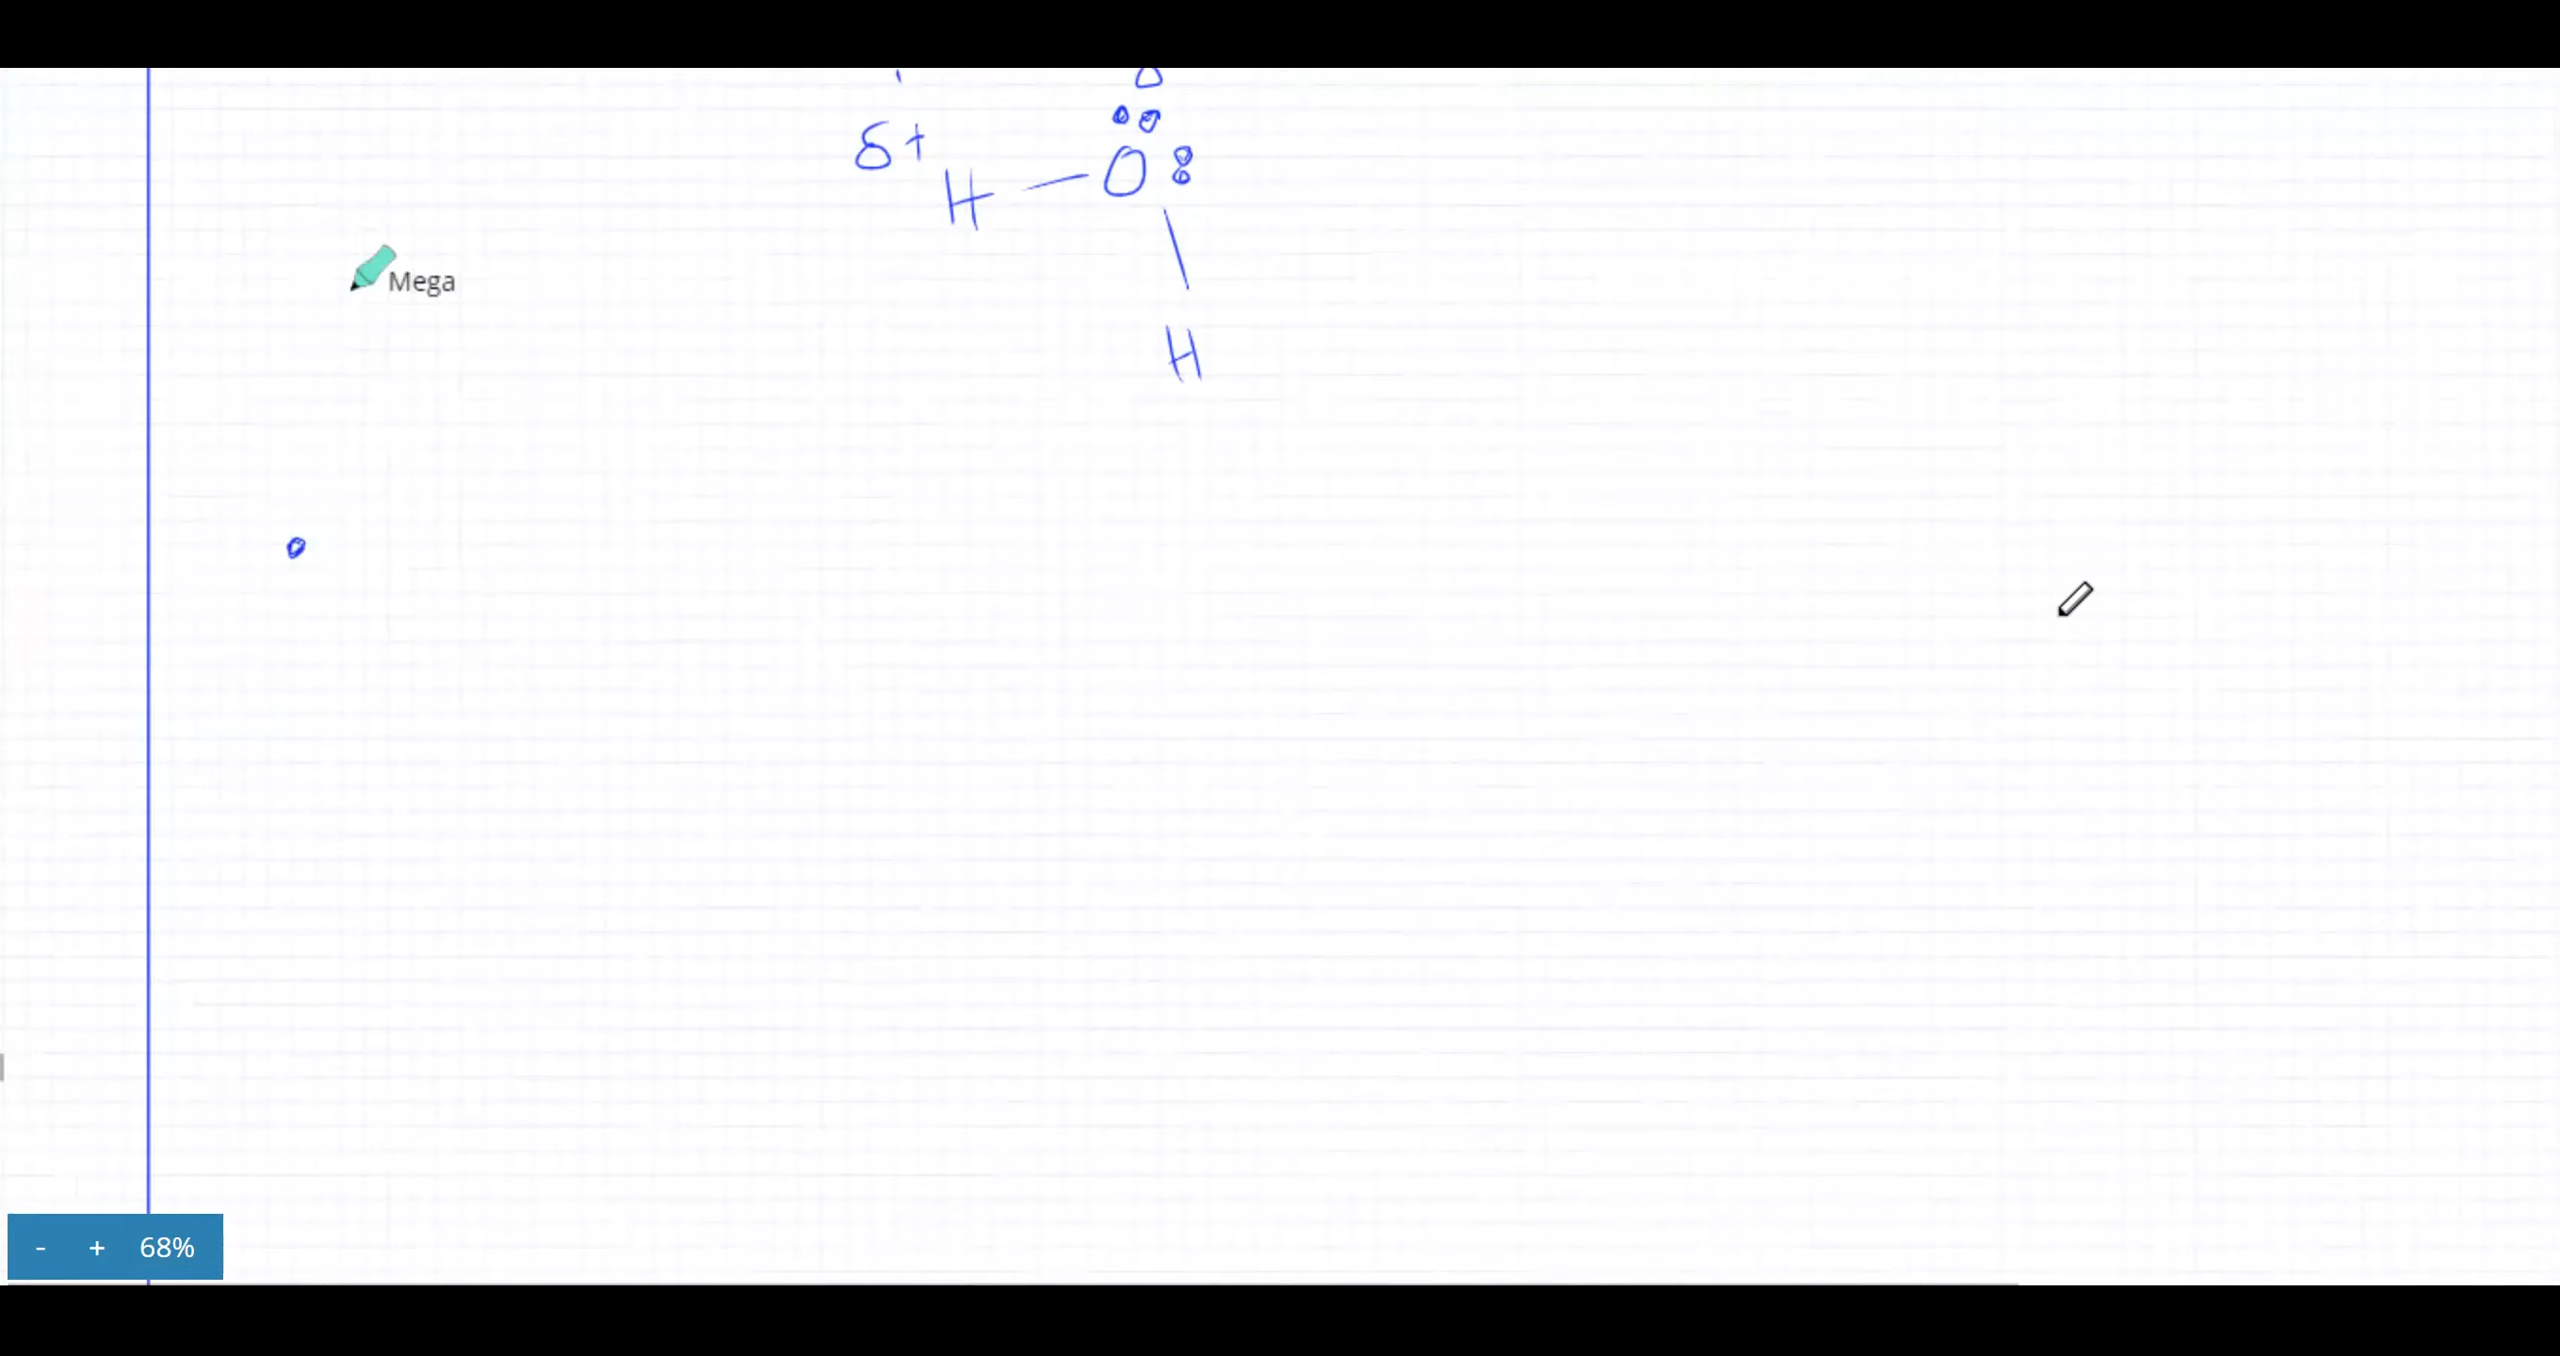 δ+
H — O
Mega
H
- + 68%